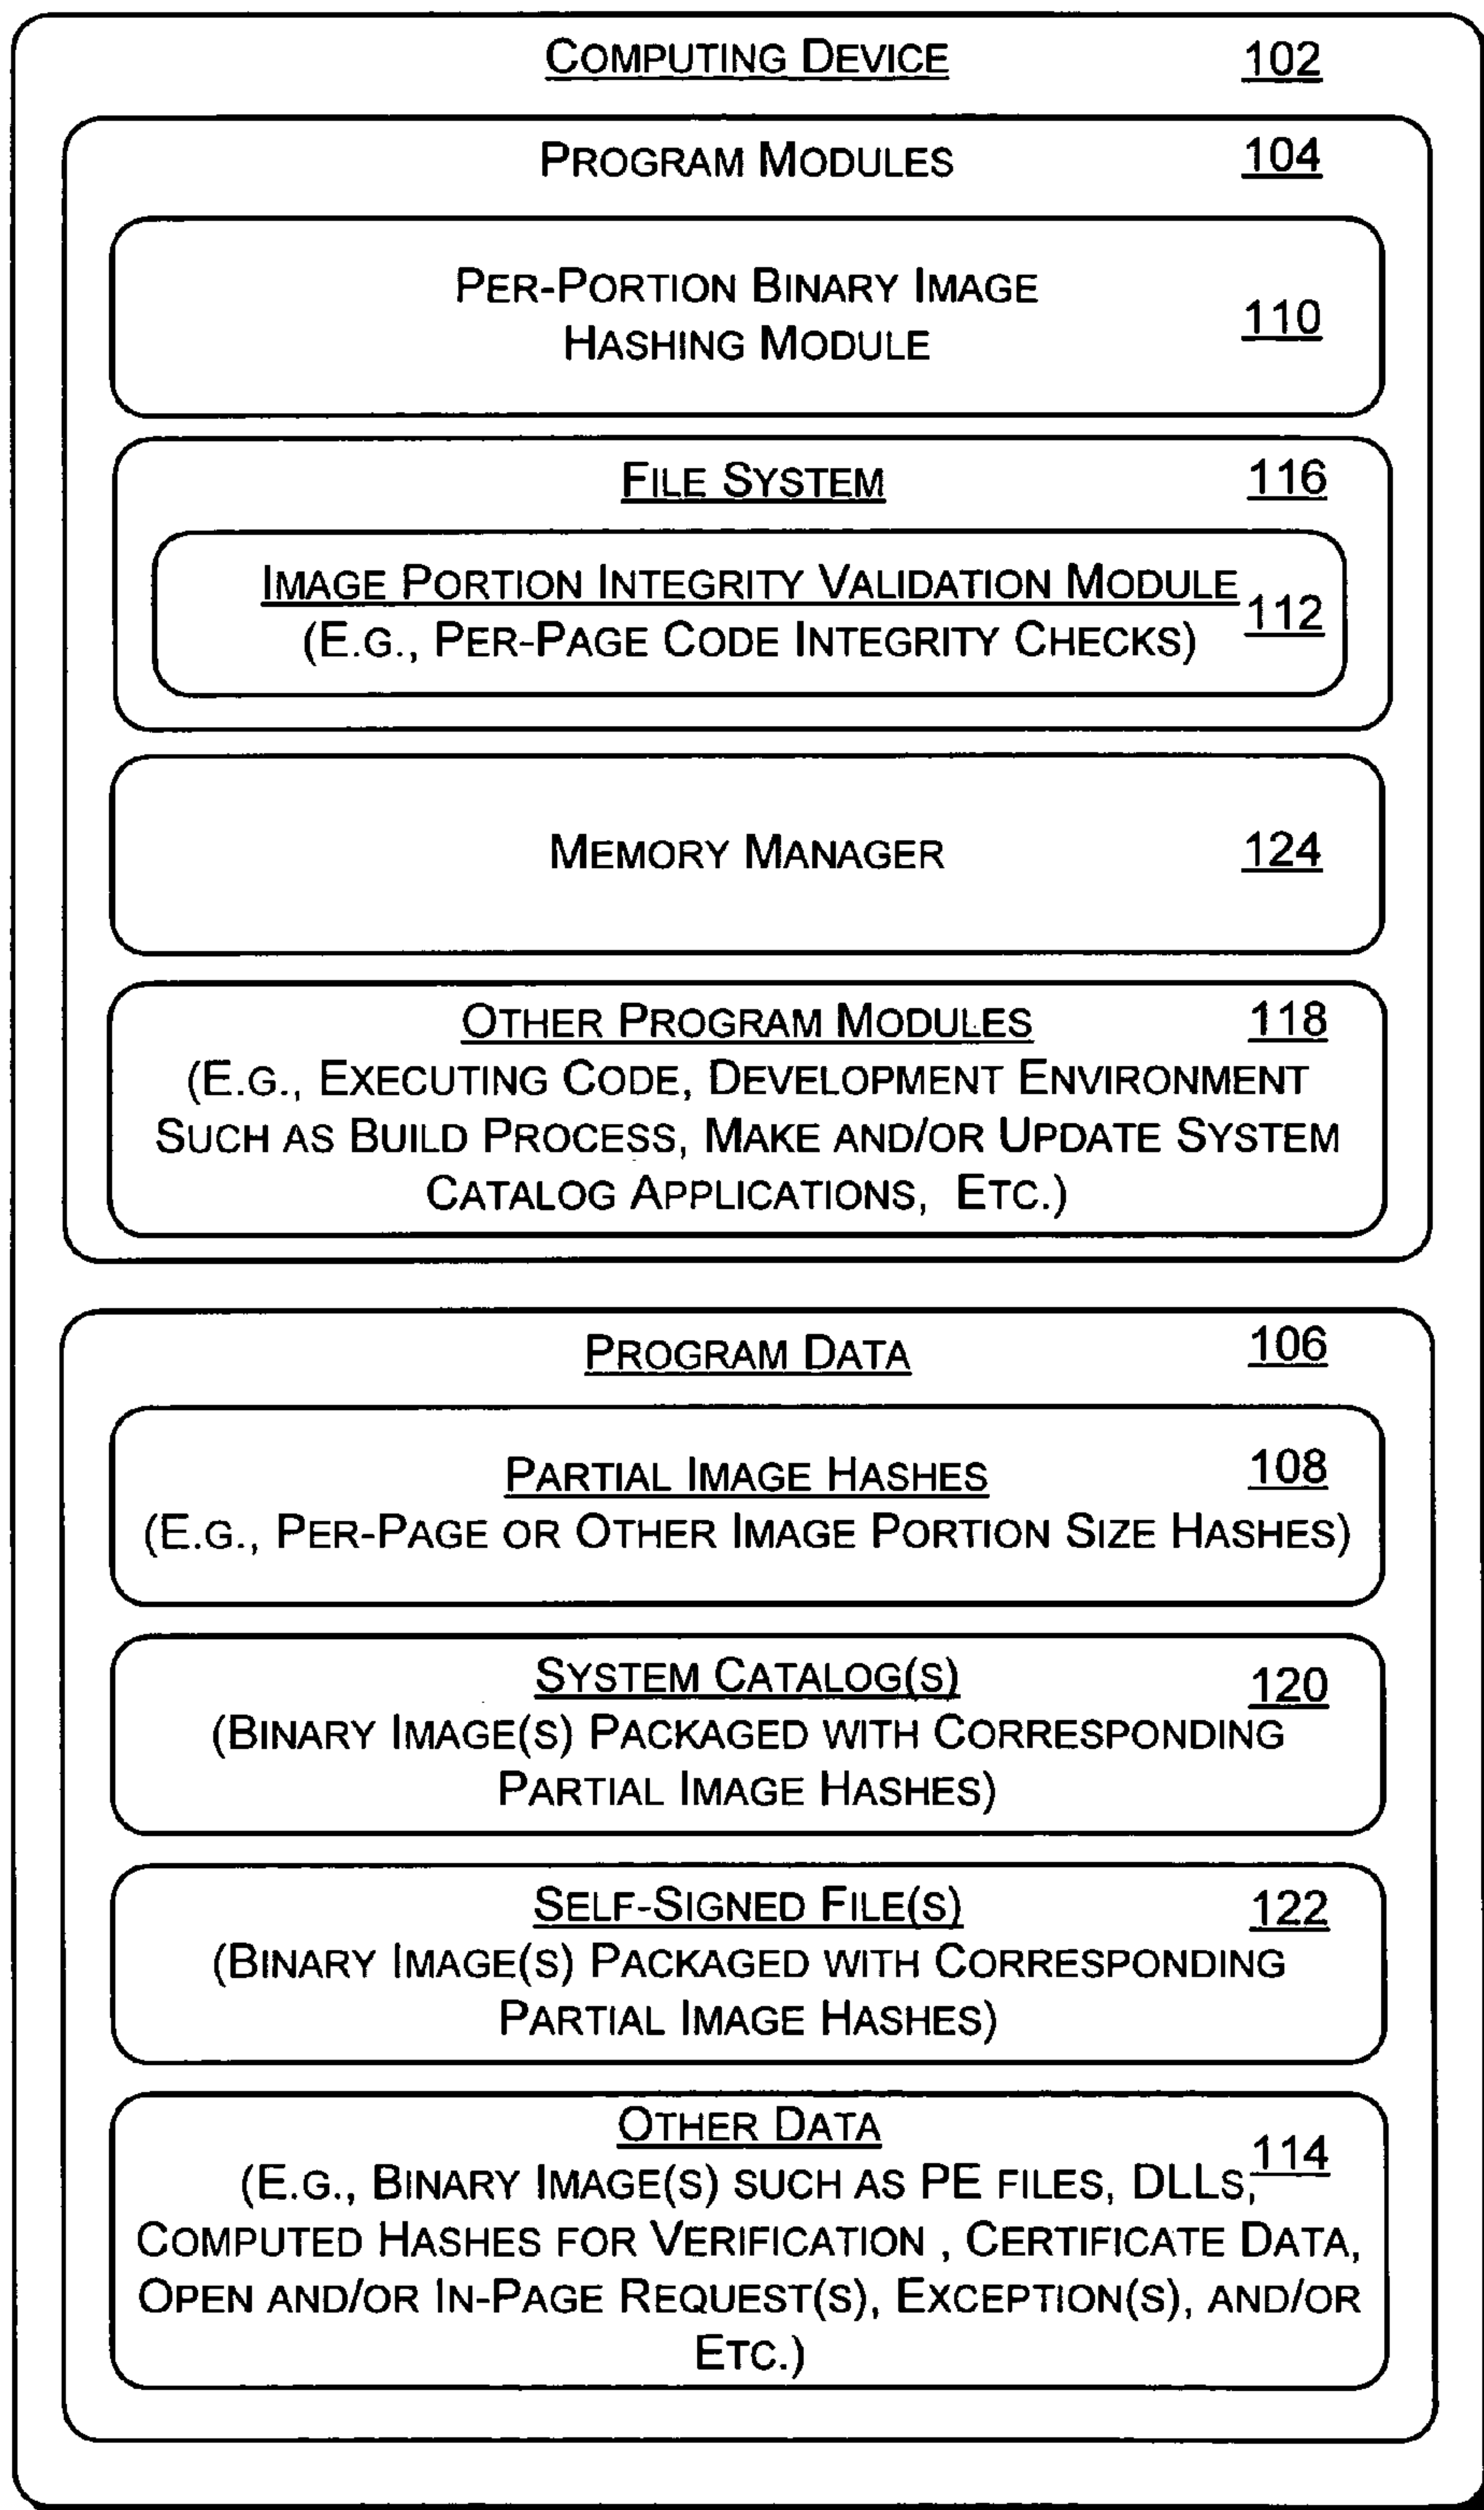 COMPUTING DEVICE 102
PROGRAM MODULES 104
PER-PORTION BINARY IMAGE
HASHING MODULE 110
FILE SYSTEM 116
IMAGE PORTION INTEGRITY VALIDATION MODULE
(E.G., PER-PAGE CODE INTEGRITY CHECKS) 112
MEMORY MANAGER 124
OTHER PROGRAM MODULES 118
(E.G., EXECUTING CODE, DEVELOPMENT ENVIRONMENT
SUCH AS BUILD PROCESS, MAKE AND/OR UPDATE SYSTEM
CATALOG APPLICATIONS, ETC.)
PROGRAM DATA 106
PARTIAL IMAGE HASHES 108
(E.G., PER-PAGE OR OTHER IMAGE PORTION SIZE HASHES)
SYSTEM CATALOG(S) 120
(BINARY IMAGE(S) PACKAGED WITH CORRESPONDING
PARTIAL IMAGE HASHES)
SELF-SIGNED FILE(S) 122
(BINARY IMAGE(S) PACKAGED WITH CORRESPONDING
PARTIAL IMAGE HASHES)
OTHER DATA
(E.G., BINARY IMAGE(S) SUCH AS PE FILES, DLLS, 114
COMPUTED HASHES FOR VERIFICATION , CERTIFICATE DATA,
OPEN AND/OR IN-PAGE REQUEST(S), EXCEPTION(S), AND/OR
ETC.)